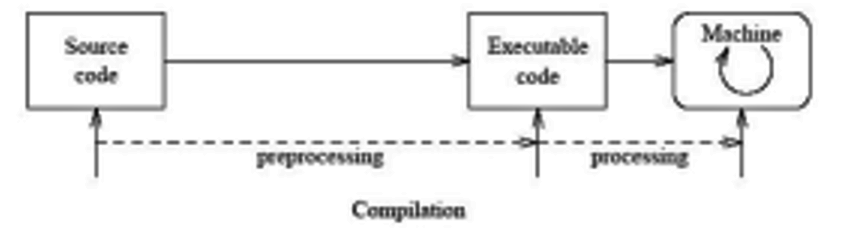 Source
code
Executable
code
Machine
preprocessing
processing
Compilation